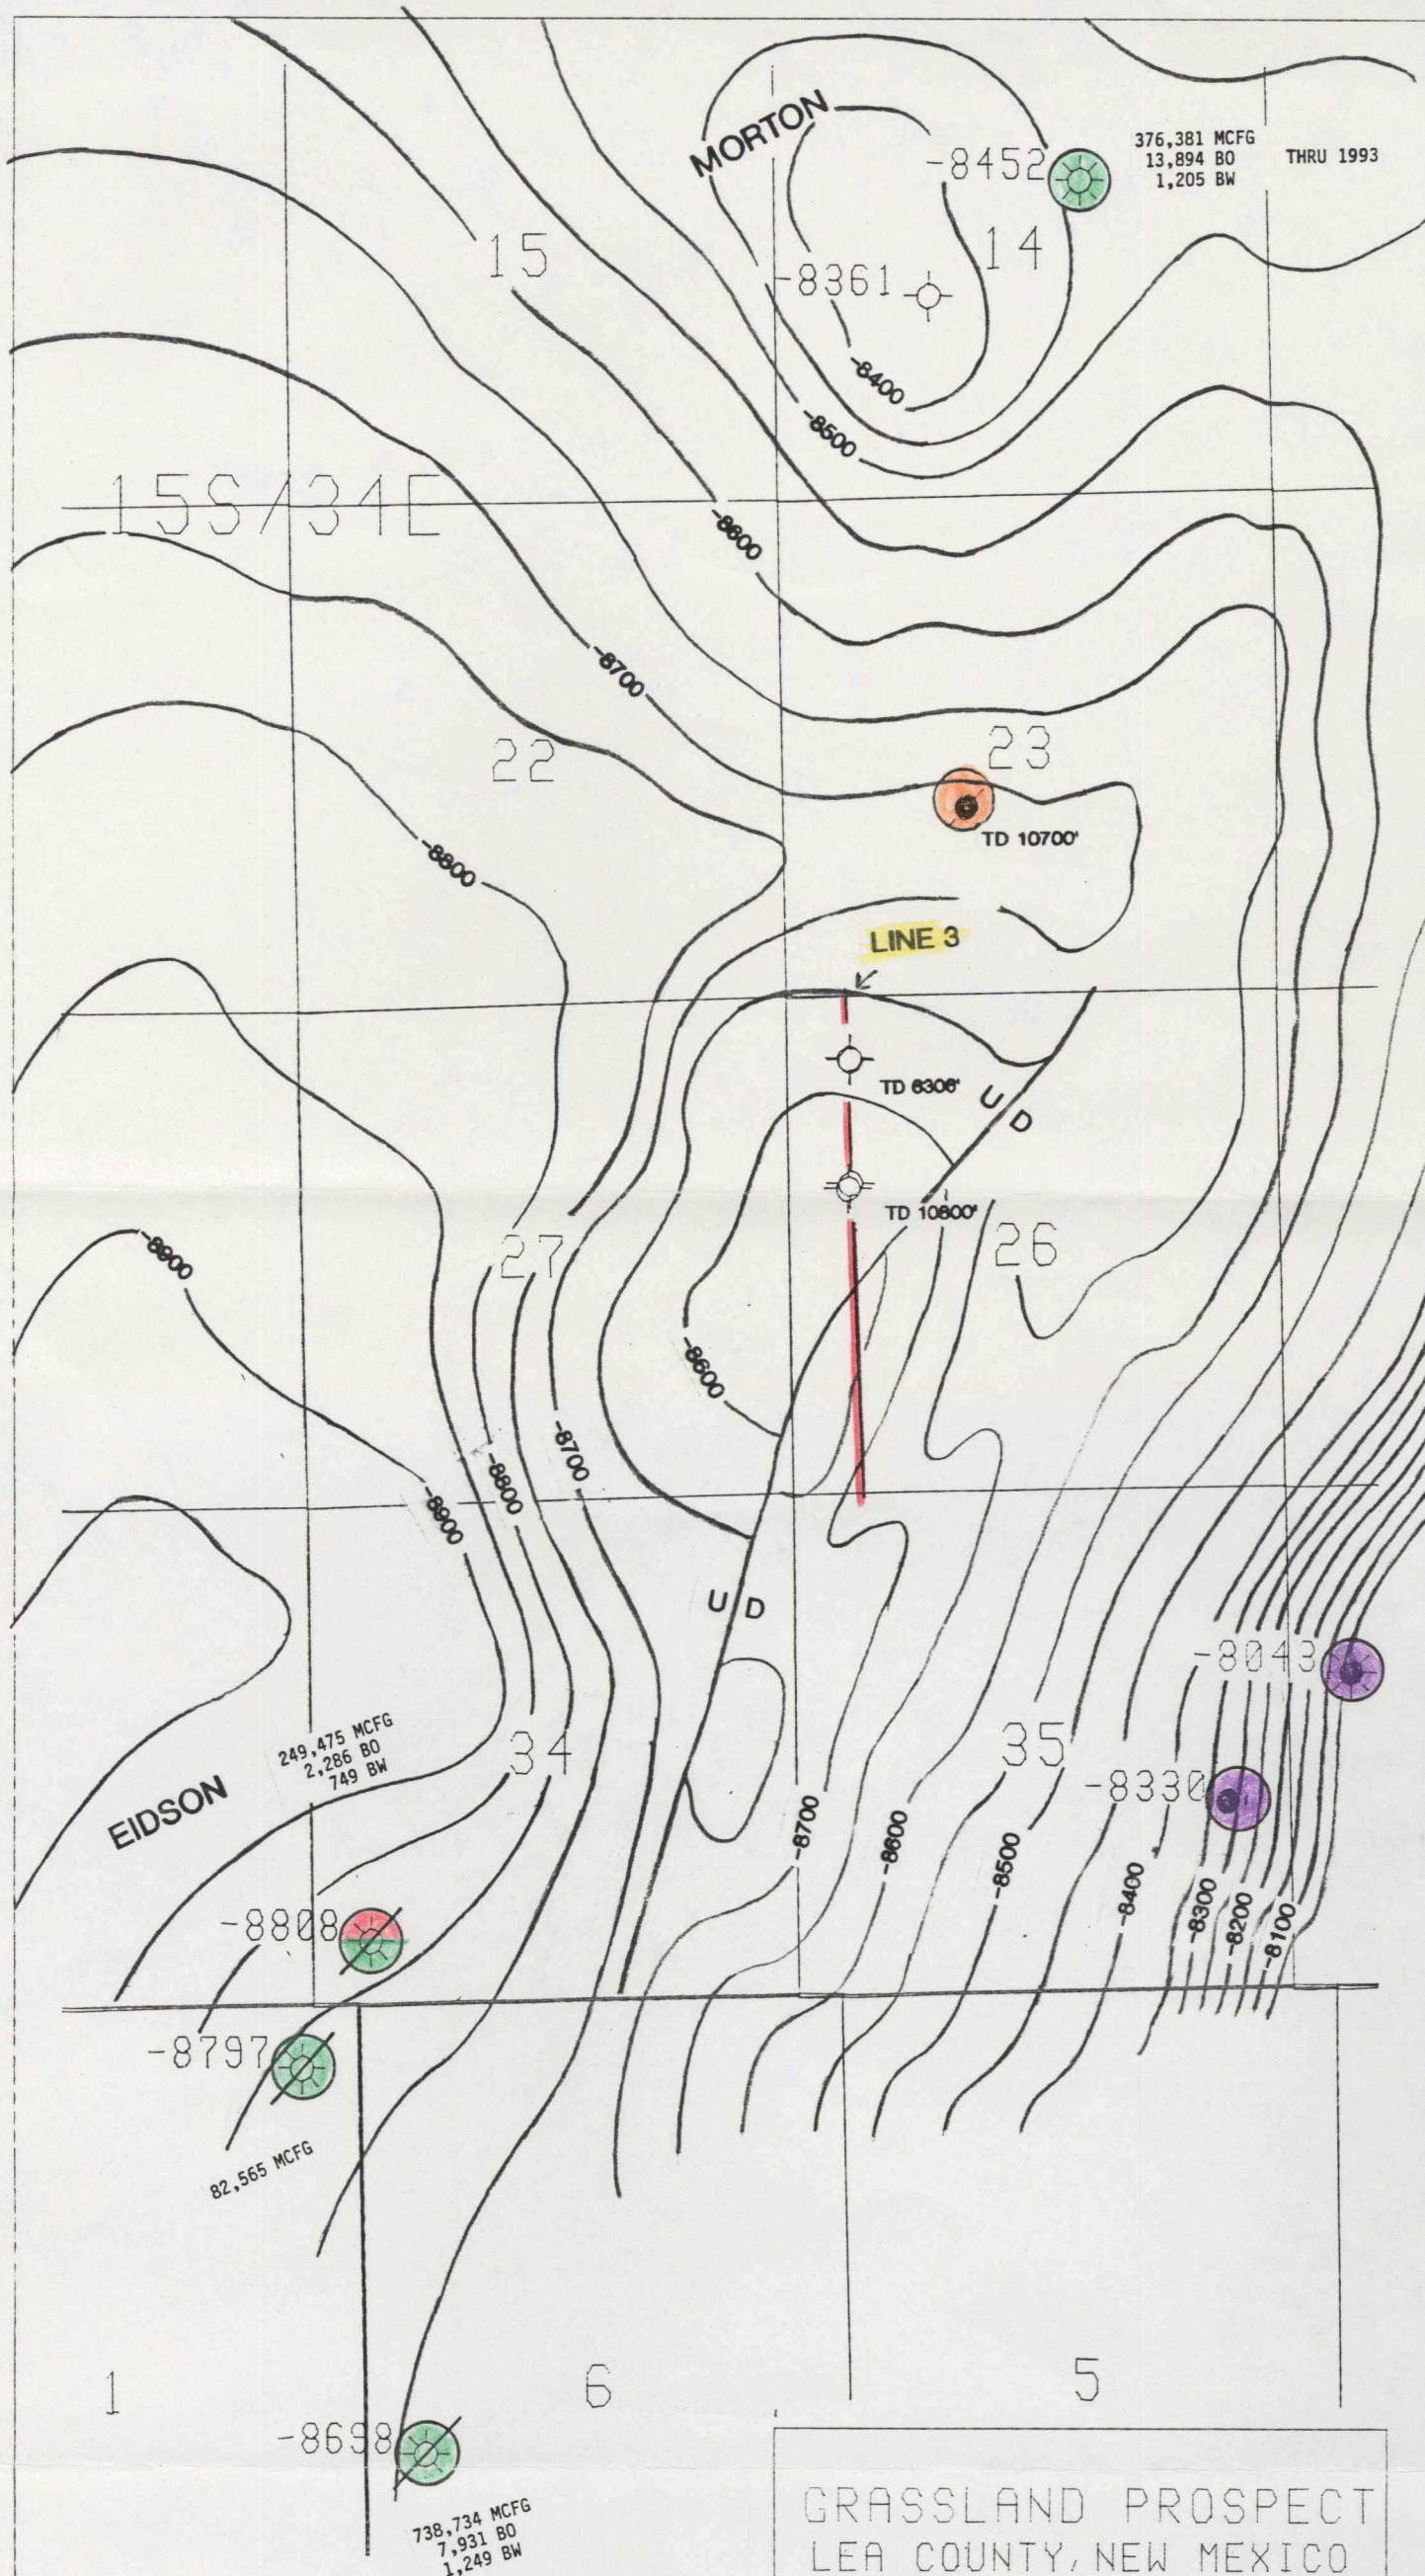 MORTON
-8452
376,381 MCFG
13,894 BO
1,205 BW
THRU 1993
15
14
-8361
-8400
-8500
15S/34E
-8600
-8700
22
23
TD 10700'
-8800
LINE 3
TD 6306'
U
D
TD 10800'
-8900
27
26
-8600
-8700
-8800
-8900
U D
-8043
249,475 MCFG
2,286 BO
749 BW
34
35
-8330
EIDSON
-8700
-8600
-8500
-8400
-8300
-8200
-8100
-8808
-8797
82,565 MCFG
1
6
5
-8698
738,734 MCFG
7,931 BO
1,249 BW
GRASSLAND PROSPECT
LEA COUNTY, NEW MEXICO